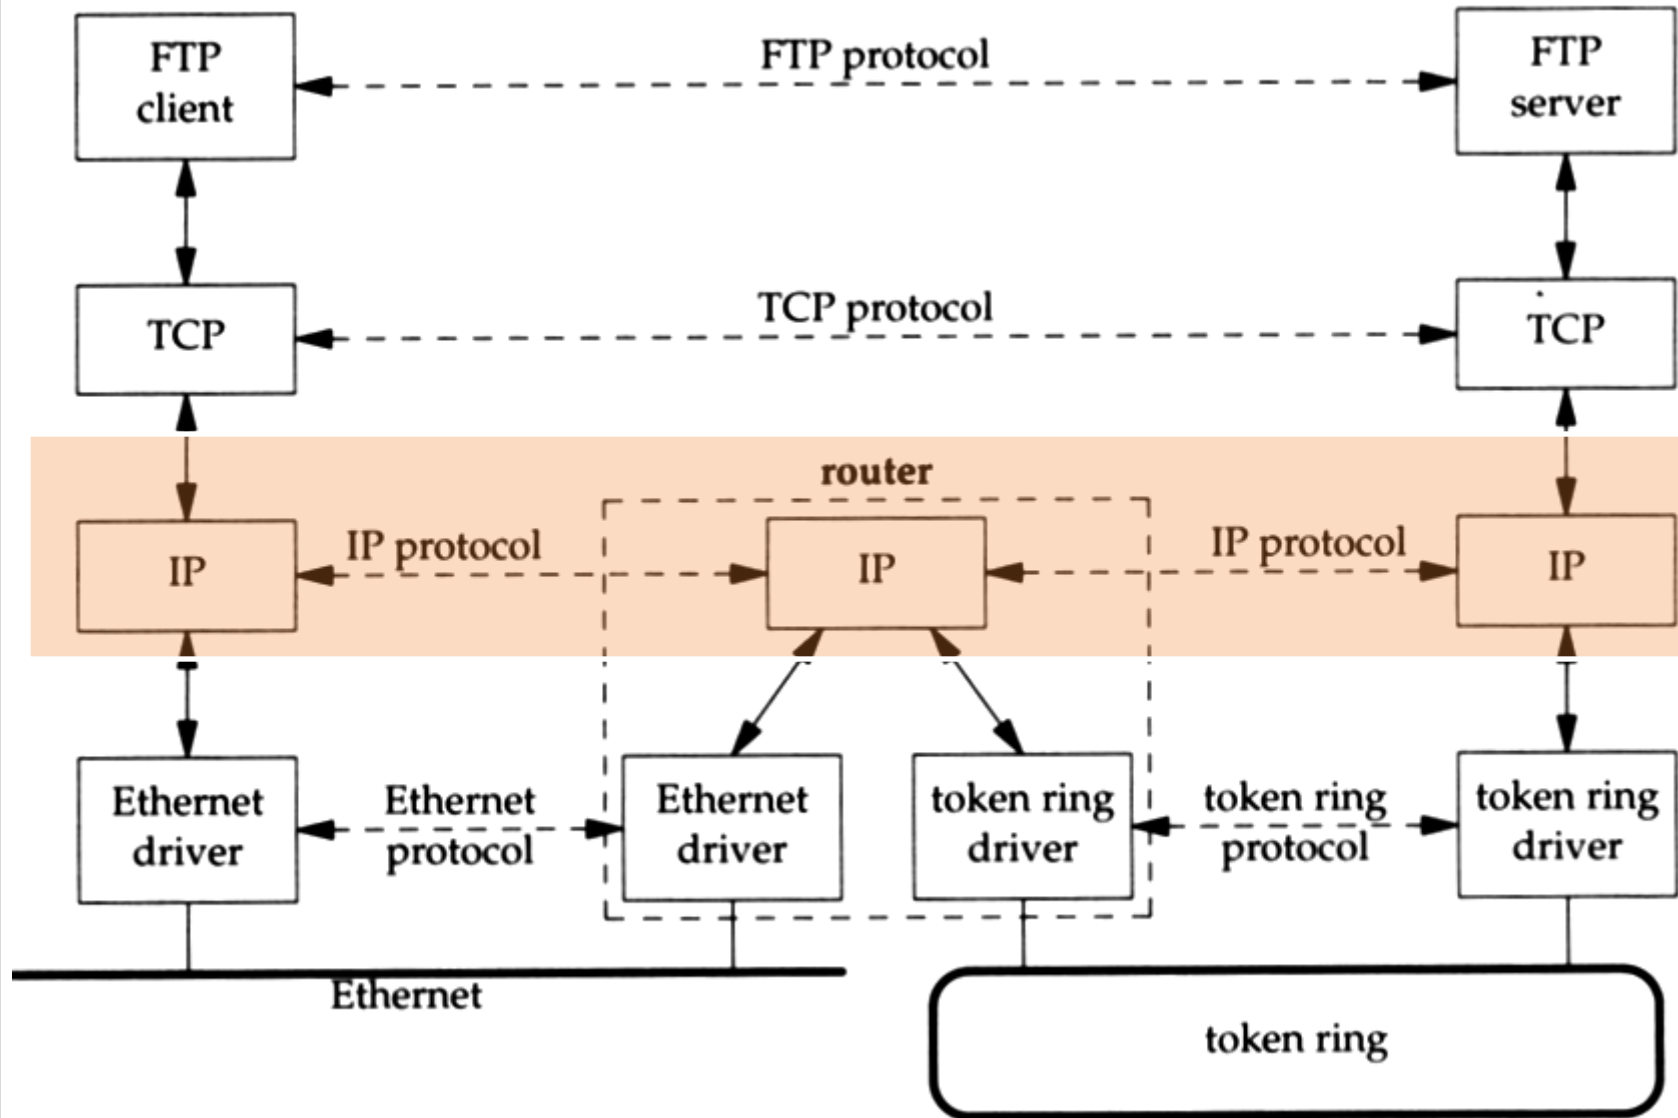 FTP
client
FTP protocol
FTP
server
TCP
TCP protocol
TCP
router
IP
IP protocol
IP
IP protocol
IP
Ethernet
driver
Ethernet
protocol
Ethernet
driver
token ring
driver
token ring
protocol
token ring
driver
Ethernet
token ring